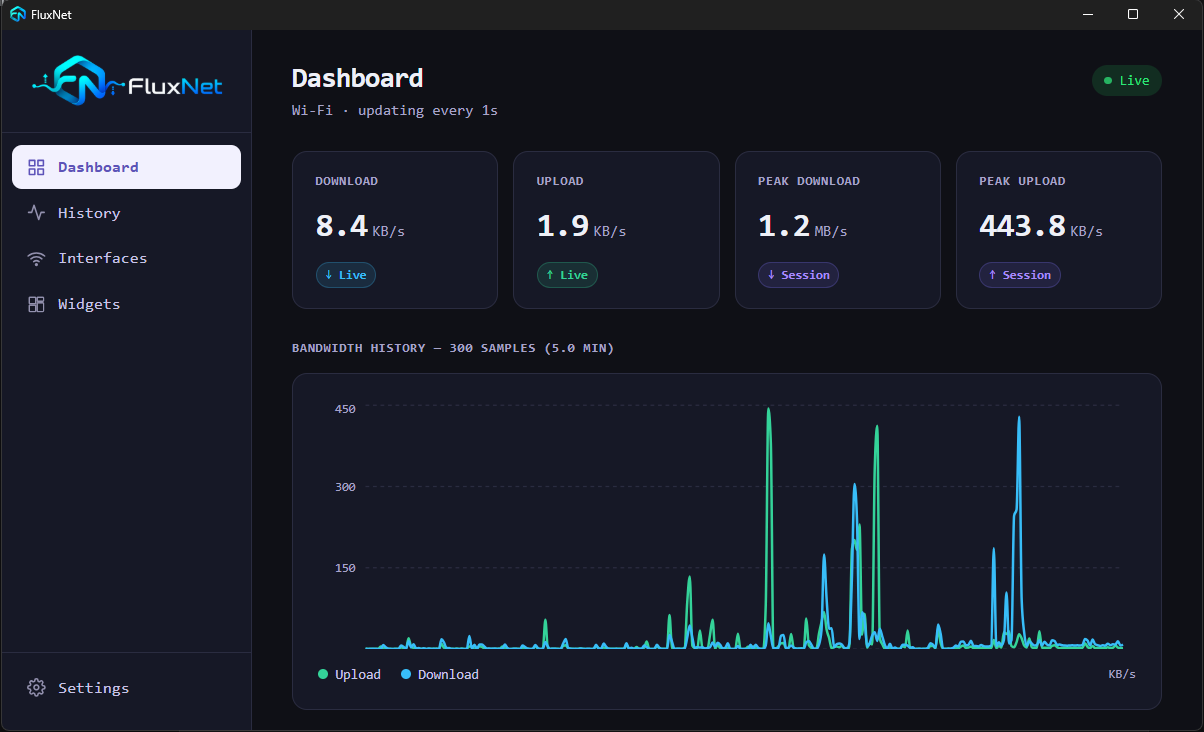 FluxNet
FluxNet
Dashboard
History
Interfaces
Widgets
Settings
Dashboard
Wi-Fi · updating every 1s
Live
DOWNLOAD
8.4 KB/s
↓ Live
UPLOAD
1.9 KB/s
↑ Live
PEAK DOWNLOAD
1.2 MB/s
↓ Session
PEAK UPLOAD
443.8 KB/s
↑ Session
BANDWIDTH HISTORY — 300 SAMPLES (5.0 MIN)
450
300
150
Upload
Download
KB/s